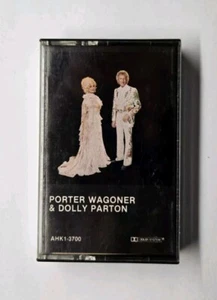 PORTER WAGONER
& DOLLY PARTON
AHK1-3700